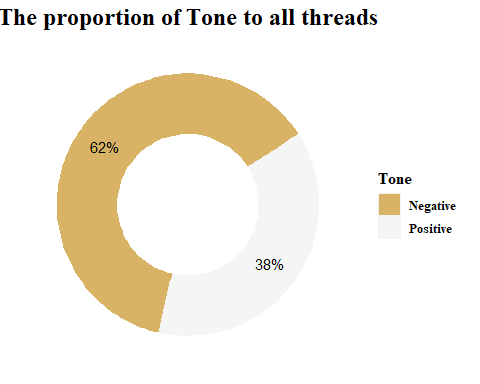 The proportion of Tone to all threads
62%
38%
Tone
Negative
Positive